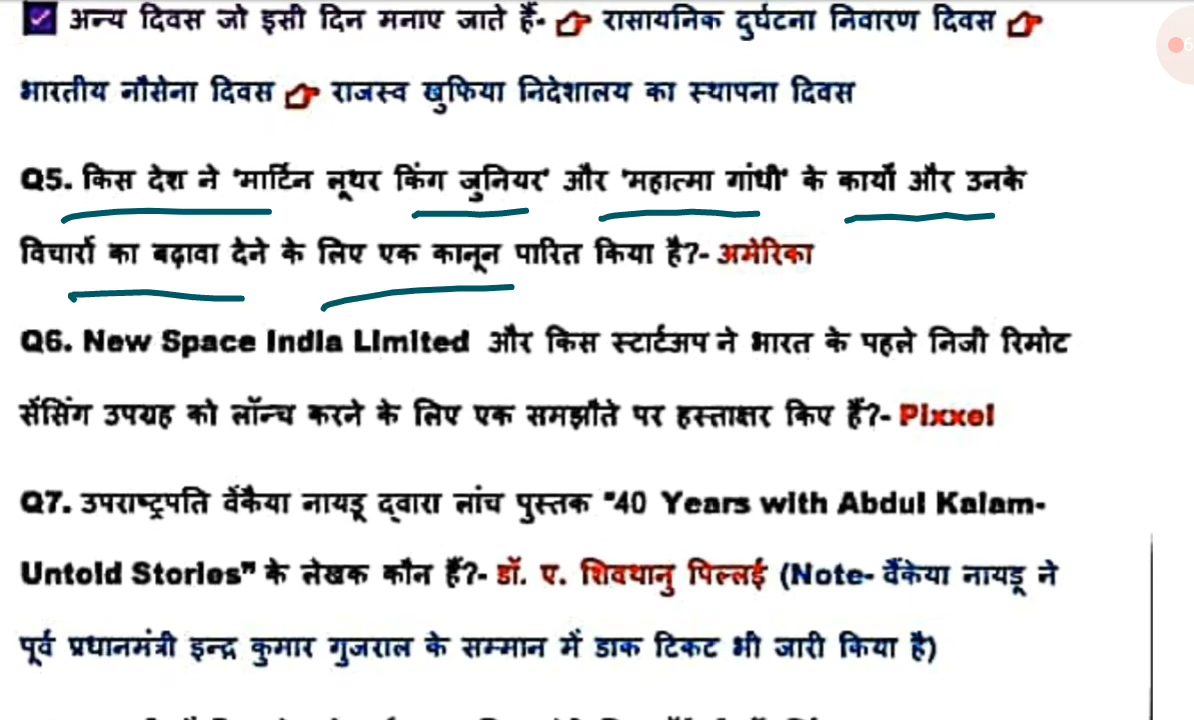 अन्य दिवस जो इसी दिन मनाए जाते हैं- 👉 रासायनिक दुर्घटना निवारण दिवस 👉
भारतीय नौसेना दिवस 👉 राजस्व खुफिया निदेशालय का स्थापना दिवस
Q5. किस देश ने 'मार्टिन लूथर किंग जुनियर' और 'महात्मा गांधी' के कार्यों और उनके
विचारों का बढ़ावा देने के लिए एक कानून पारित किया है?- अमेरिका
Q6. New Space India Limited और किस स्टार्टअप ने भारत के पहले निजी रिमोट
सेंसिंग उपग्रह को लॉन्च करने के लिए एक समझौते पर हस्ताक्षर किए हैं?- Pixxel
Q7. उपराष्ट्रपति वेंकैया नायडू द्वारा लांच पुस्तक "40 Years with Abdul Kalam-
Untold Stories" के लेखक कौन हैं?- डॉ. ए. शिवथानु पिल्लई (Note- वैंकेया नायडू ने
पूर्व प्रधानमंत्री इन्द्र कुमार गुजराल के सम्मान में डाक टिकट भी जारी किया है)